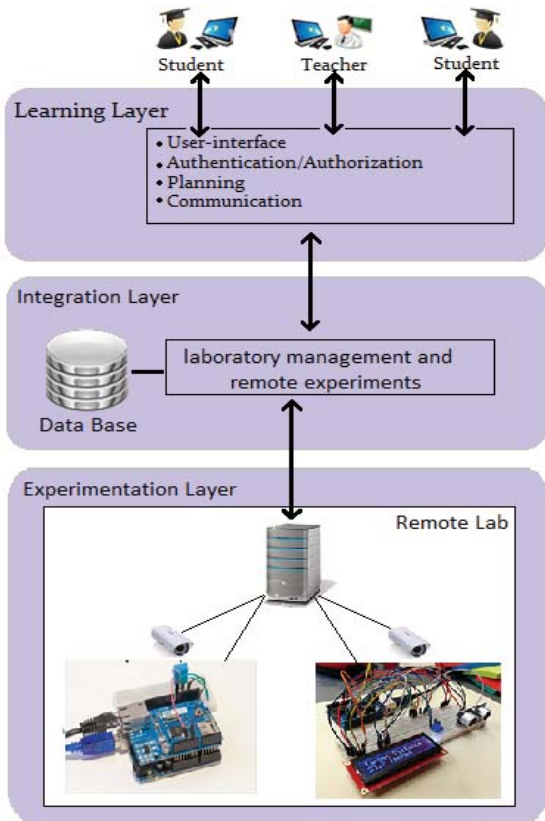 Student
Teacher
Student
Learning Layer
• User-interface
• Authentication/Authorization
• Planning
• Communication
Integration Layer
laboratory management and
remote experiments
Data Base
Experimentation Layer
Remote Lab